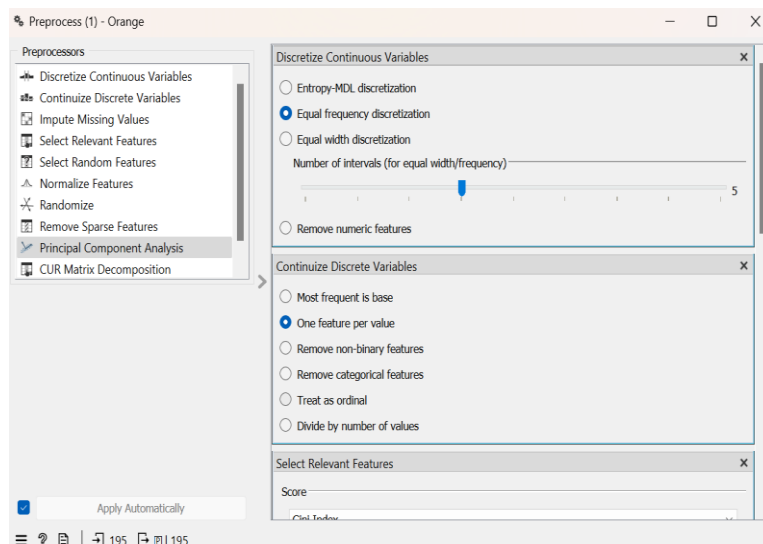 Preprocess (1) - Orange
Preprocessors
Discretize Continuous Variables
Continuize Discrete Variables
Impute Missing Values
Select Relevant Features
Select Random Features
Normalize Features
Randomize
Remove Sparse Features
Principal Component Analysis
CUR Matrix Decomposition
Apply Automatically
195 195
Discretize Continuous Variables
Entropy-MDL discretization
Equal frequency discretization
Equal width discretization
Number of intervals (for equal width/frequency)
5
Remove numeric features
Continuize Discrete Variables
Most frequent is base
One feature per value
Remove non-binary features
Remove categorical features
Treat as ordinal
Divide by number of values
Select Relevant Features
Score
Gini Index